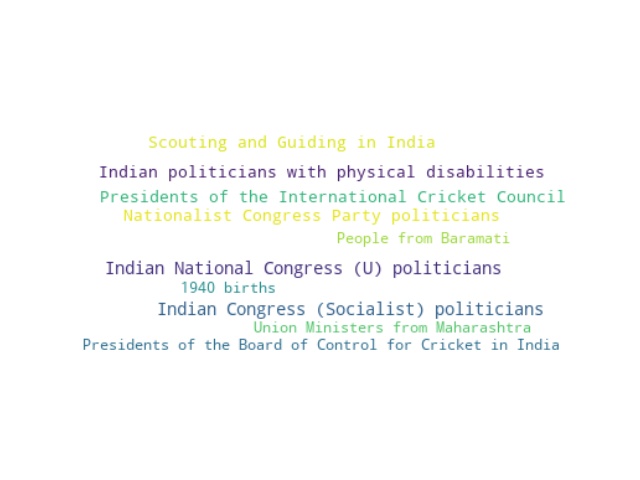 Scouting and Guiding in India
Indian politicians with physical disabilities
Presidents of the International Cricket Council
Nationalist Congress Party politicians
People from Baramati
Indian National Congress (U) politicians
1940 births
Indian Congress (Socialist) politicians
Union Ministers from Maharashtra
Presidents of the Board of Control for Cricket in India